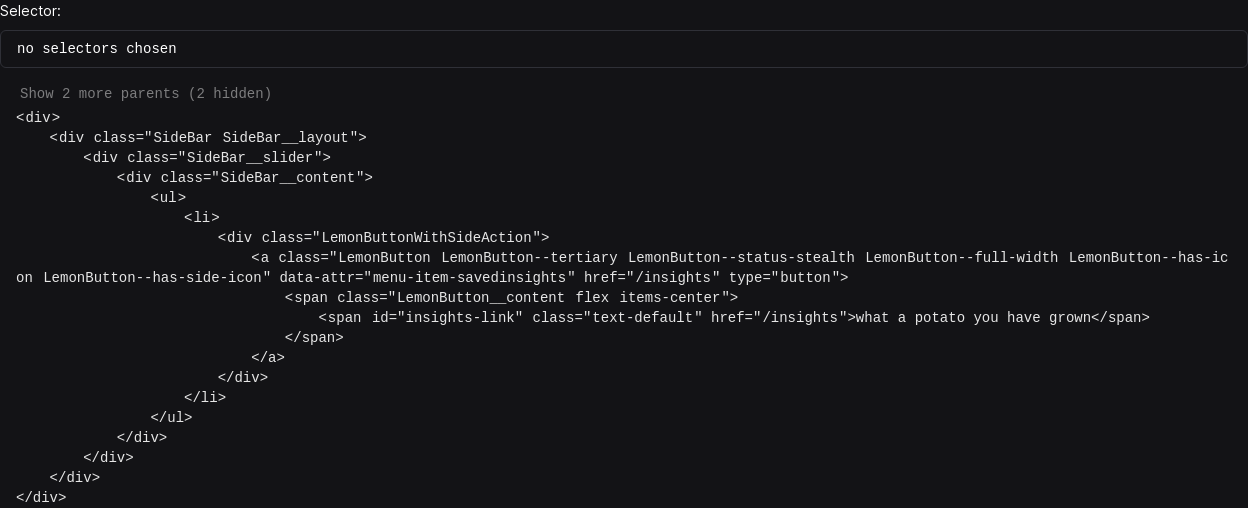 Selector:
no selectors chosen
Show 2 more parents (2 hidden)
<div>
<div class="SideBar SideBar__layout">
<div class="SideBar__slider">
<div class="SideBar__content">
<ul>
<li>
<div class="LemonButtonWithSideAction">
<a class="LemonButton LemonButton--tertiary LemonButton--status-stealth LemonButton--full-width LemonButton--has-ic
on LemonButton--has-side-icon" data-attr="menu-item-savedinsights" href="/insights" type="button">
<span class="LemonButton__content flex items-center">
<span id="insights-link" class="text-default" href="/insights">what a potato you have grown</span>
</span>
</a>
</div>
</li>
</ul>
</div>
</div>
</div>
</div>